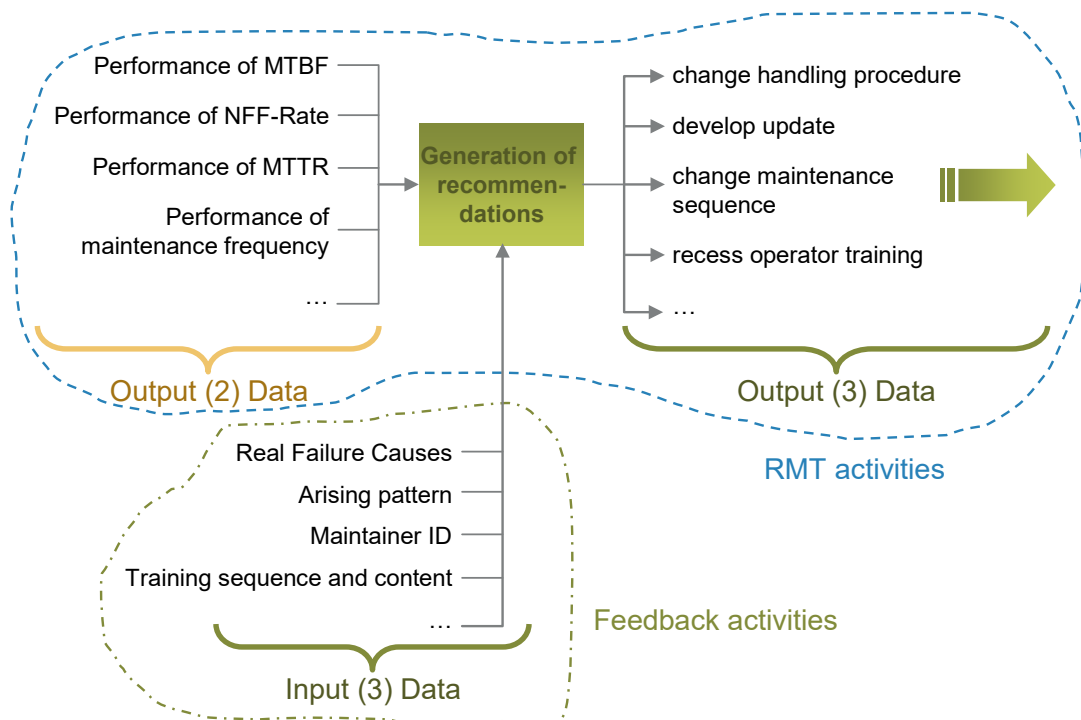 Performance of MTBF
Performance of NFF-Rate
Performance of MTTR
Performance of
maintenance frequency
…
Output (2) Data
Generation of
recommen-
dations
change handling procedure
develop update
change maintenance
sequence
recess operator training
…
Output (3) Data
RMT activities
Real Failure Causes
Arising pattern
Maintainer ID
Training sequence and content
…
Input (3) Data
Feedback activities